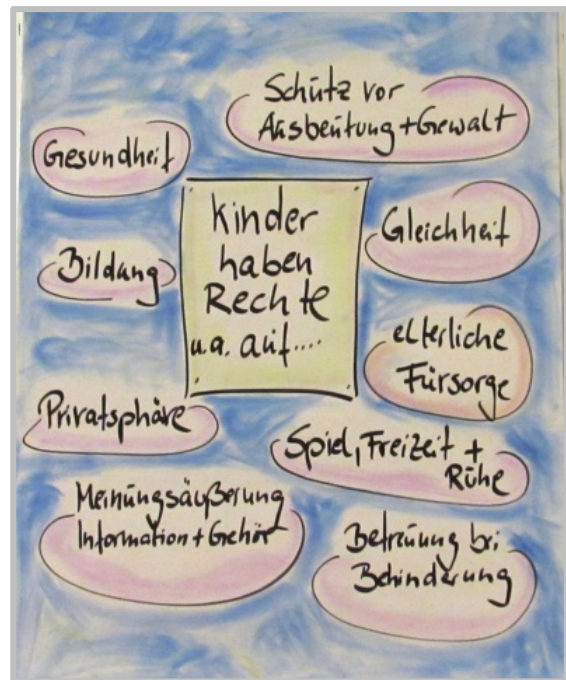 Kinder
haben
Rechte
u.a. auf....
Schutz vor
Ausbeutung + Gewalt
Gesundheit
Gleichheit
Bildung
elterliche
Fürsorge
Privatsphäre
Spiel, Freizeit +
Ruhe
Meinungsäußerung
Information + Gehör
Betreuung bei
Behinderung